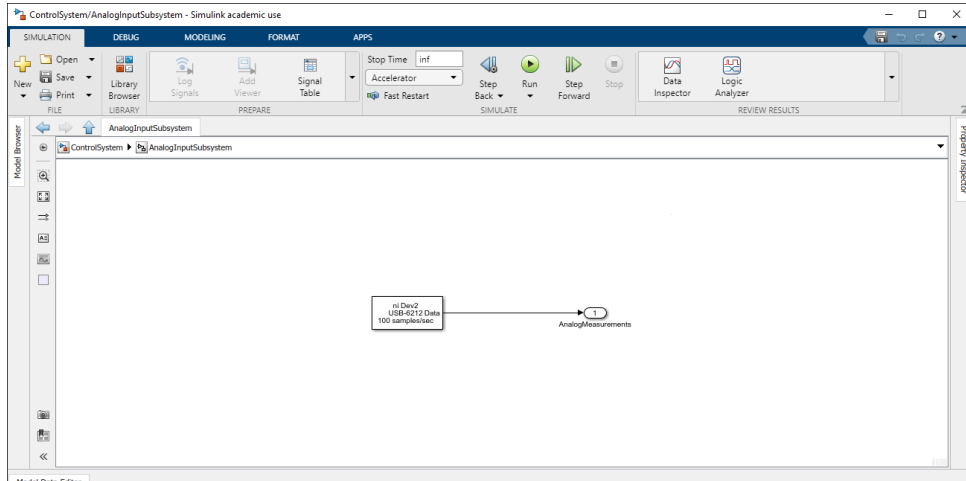 ControlSystem/AnalogInputSubsystem - Simulink academic use
SIMULATION DEBUG MODELING FORMAT APPS
New
Open
Save
Print
FILE
Library
Browser
LIBRARY
Log
Signals
Add
Viewer
Signal
Table
PREPARE
Stop Time inf
Accelerator
Fast Restart
Step
Back
Run
Step
Forward
Stop
SIMULATE
Data
Inspector
Logic
Analyzer
REVIEW RESULTS
Model Browser
AnalogInputSubsystem
ControlSystem AnalogInputSubsystem
Property Inspector
ni Dev2
USB-6212 Data
100 samples/sec
1
AnalogMeasurements
Model Data Editor